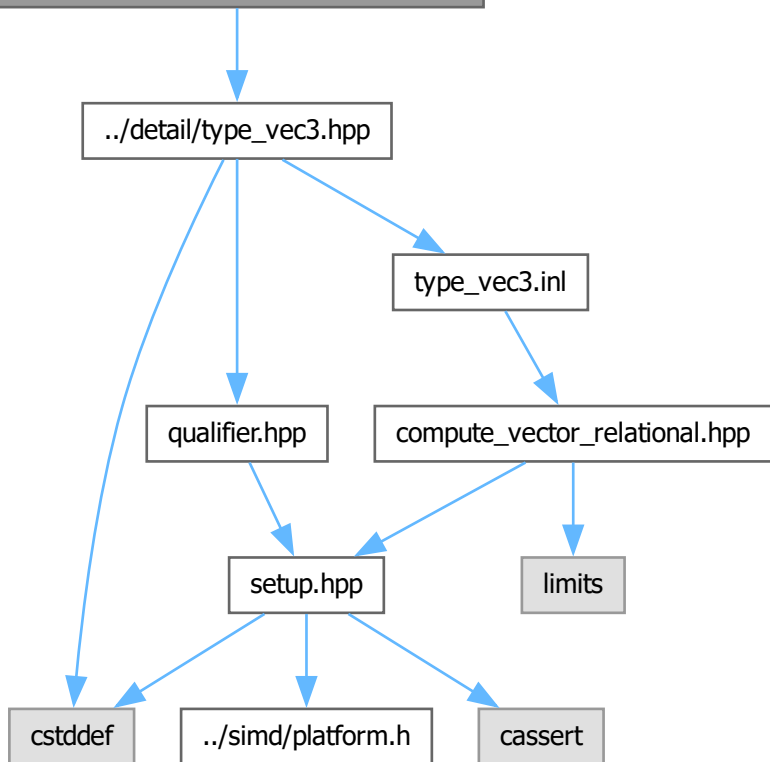 ../detail/type_vec3.hpp
type_vec3.inl
qualifier.hpp
compute_vector_relational.hpp
setup.hpp
limits
cstddef
../simd/platform.h
cassert